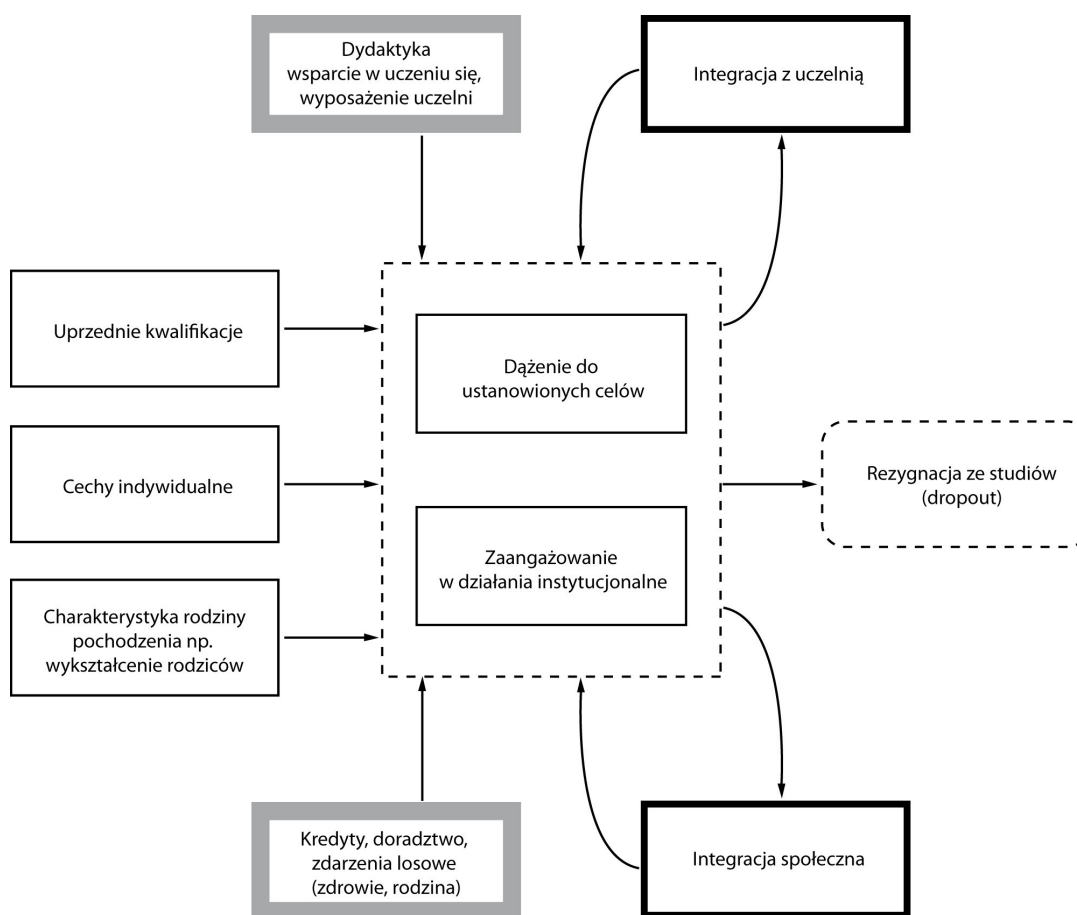 Dydaktyka
wsparcie w uczeniu się,
wyposażenie uczelni
Integracja z uczelnią
Uprzednie kwalifikacje
Dążenie do
ustanowionych celów
Cechy indywidualne
Rezygnacja ze studiów
(dropout)
Zaangażowanie
w działania instytucjonalne
Charakterystyka rodziny
pochodzenia np.
wykształcenie rodziców
Kredyty, doradztwo,
zdarzenia losowe
(zdrowie, rodzina)
Integracja społeczna